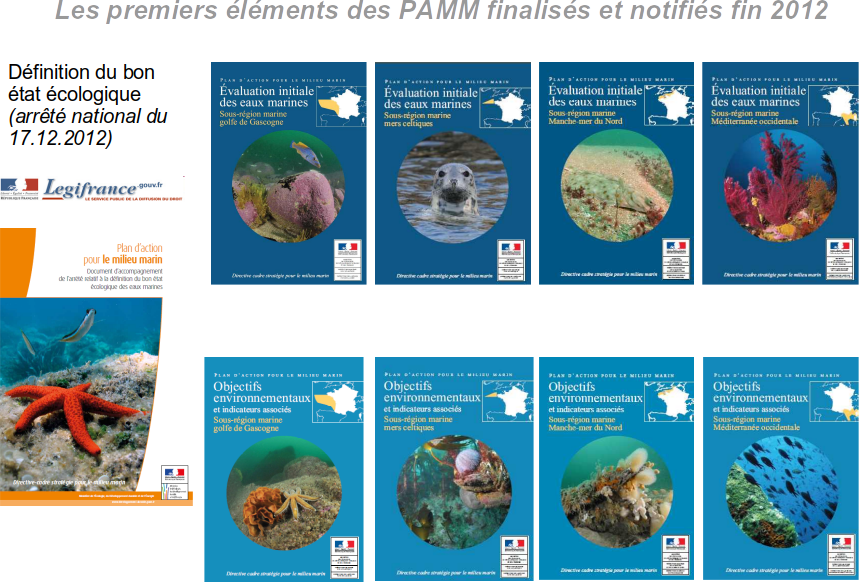 Les premiers éléments des PAMM finalisés et notifiés fin 2012
Définition du bon
état écologique
(arrêté national du
17.12.2012)
Legifrance.gouv.fr
LE SERVICE PUBLIC DE LA DIFFUSION DU DROIT
RÉPUBLIQUE FRANÇAISE
Plan d'action
pour le milieu marin
Document d'accompagnement
de l'arrêté relatif à la définition du bon état
écologique des eaux marines
Directive-cadre stratégie pour le milieu marin
PLAN D'ACTION POUR LE MILIEU MARIN
Évaluation initiale
des eaux marines
Sous-région marine
golfe de Gascogne
Directive cadre stratégie pour le milieu marin
PLAN D'ACTION POUR LE MILIEU MARIN
Évaluation initiale
des eaux marines
Sous-région marine
mers celtiques
Directive cadre stratégie pour le milieu marin
PLAN D'ACTION POUR LE MILIEU MARIN
Évaluation initiale
des eaux marines
Sous-région marine
Manche-mer du Nord
Directive cadre stratégie pour le milieu marin
PLAN D'ACTION POUR LE MILIEU MARIN
Évaluation initiale
des eaux marines
Sous-région marine
Méditerranée occidentale
Directive cadre stratégie pour le milieu marin
PLAN D'ACTION POUR LE MILIEU MARIN
Objectifs
environnementaux
et indicateurs associés
Sous-région marine
golfe de Gascogne
Directive cadre stratégie pour le milieu marin
PLAN D'ACTION POUR LE MILIEU MARIN
Objectifs
environnementaux
et indicateurs associés
Sous-région marine
mers celtiques
Directive cadre stratégie pour le milieu marin
PLAN D'ACTION POUR LE MILIEU MARIN
Objectifs
environnementaux
et indicateurs associés
Sous-région marine
Manche-mer du Nord
Directive cadre stratégie pour le milieu marin
PLAN D'ACTION POUR LE MILIEU MARIN
Objectifs
environnementaux
et indicateurs associés
Sous-région marine
Méditerranée occidentale
Directive cadre stratégie pour le milieu marin